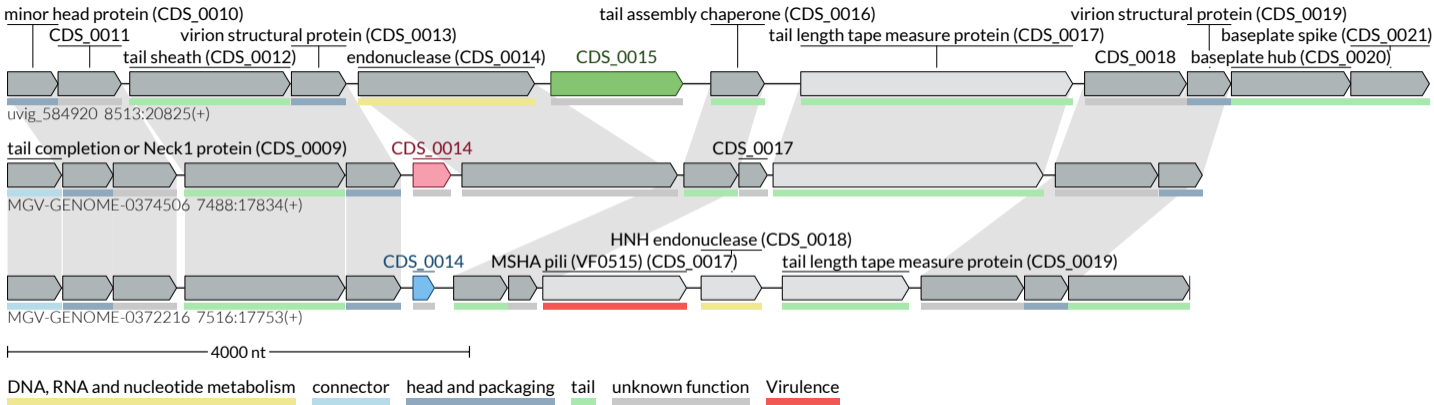 minor head protein (CDS_0010) tail assembly chaperone (CDS_0016) virion structural protein (CDS_0019)
CDS_0011 virion structural protein (CDS_0013) tail length tape measure protein (CDS_0017) baseplate spike (CDS_0021)
tail sheath (CDS_0012) endonuclease (CDS_0014) CDS_0015 CDS_0018 baseplate hub (CDS_0020)
uvig_584920 8513:20825(+)
tail completion or Neck1 protein (CDS_0009) CDS_0014 CDS_0017
MGV-GENOME-0374506 7488:17834(+)
HNH endonuclease (CDS_0018)
CDS_0014 MSHA pili (VF0515) (CDS_0017) tail length tape measure protein (CDS_0019)
MGV-GENOME-0372216 7516:17753(+)
4000 nt
DNA, RNA and nucleotide metabolism connector head and packaging tail unknown function Virulence